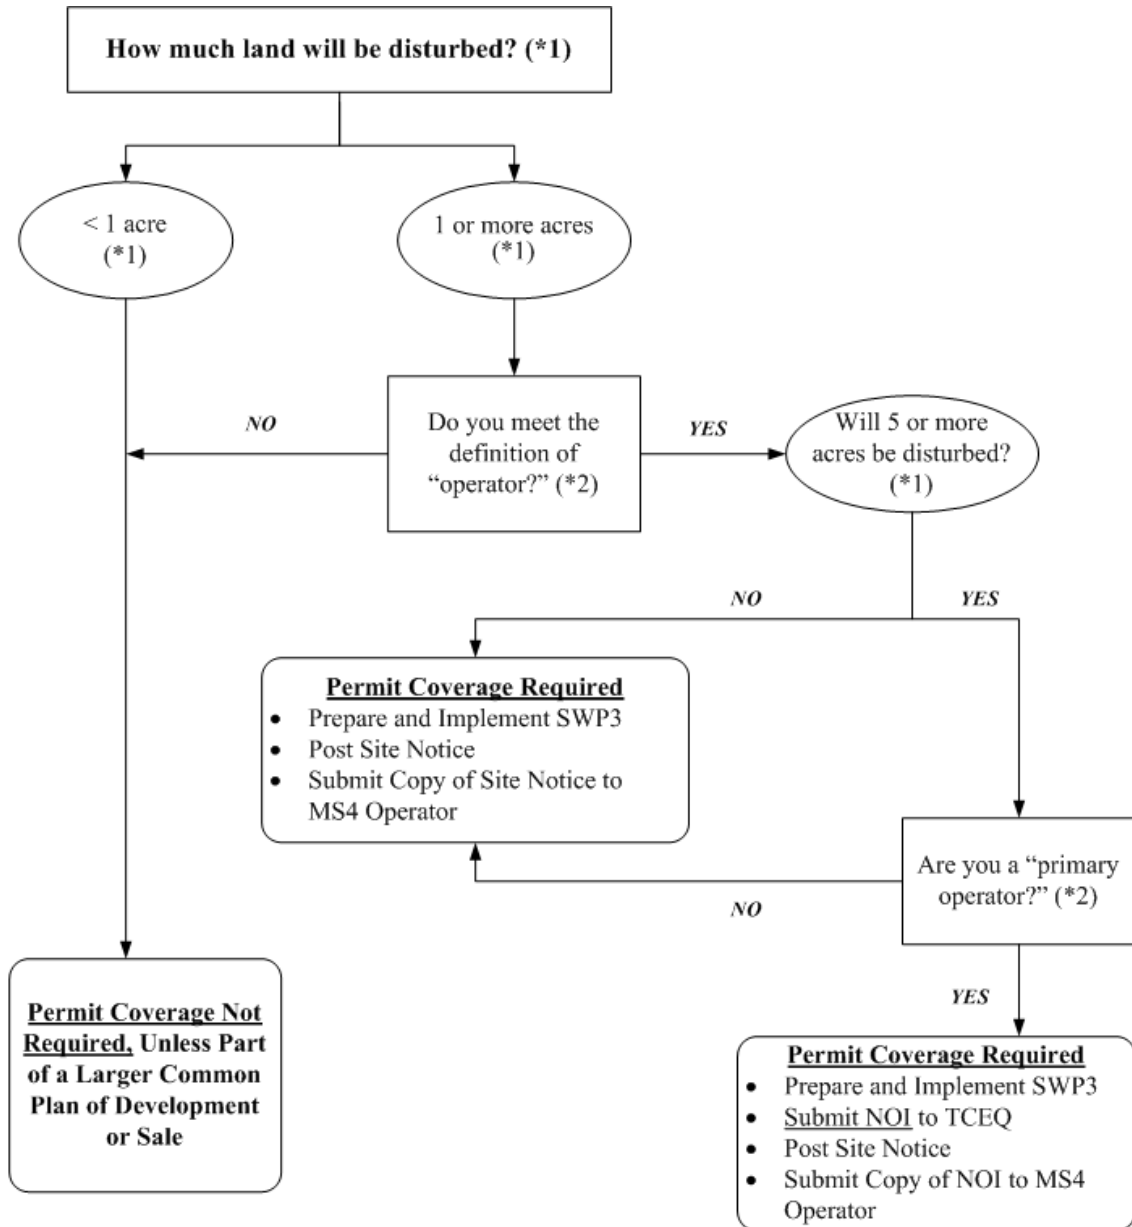 How much land will be disturbed? (*1)
< 1 acre
(*1)
1 or more acres
(*1)
NO
Do you meet the
definition of
“operator?” (*2)
YES
Will 5 or more
acres be disturbed?
(*1)
NO
YES
Permit Coverage Required
• Prepare and Implement SWP3
• Post Site Notice
• Submit Copy of Site Notice to
MS4 Operator
Are you a “primary
operator?” (*2)
NO
YES
Permit Coverage Not
Required, Unless Part
of a Larger Common
Plan of Development
or Sale
Permit Coverage Required
• Prepare and Implement SWP3
• Submit NOI to TCEQ
• Post Site Notice
• Submit Copy of NOI to MS4
Operator